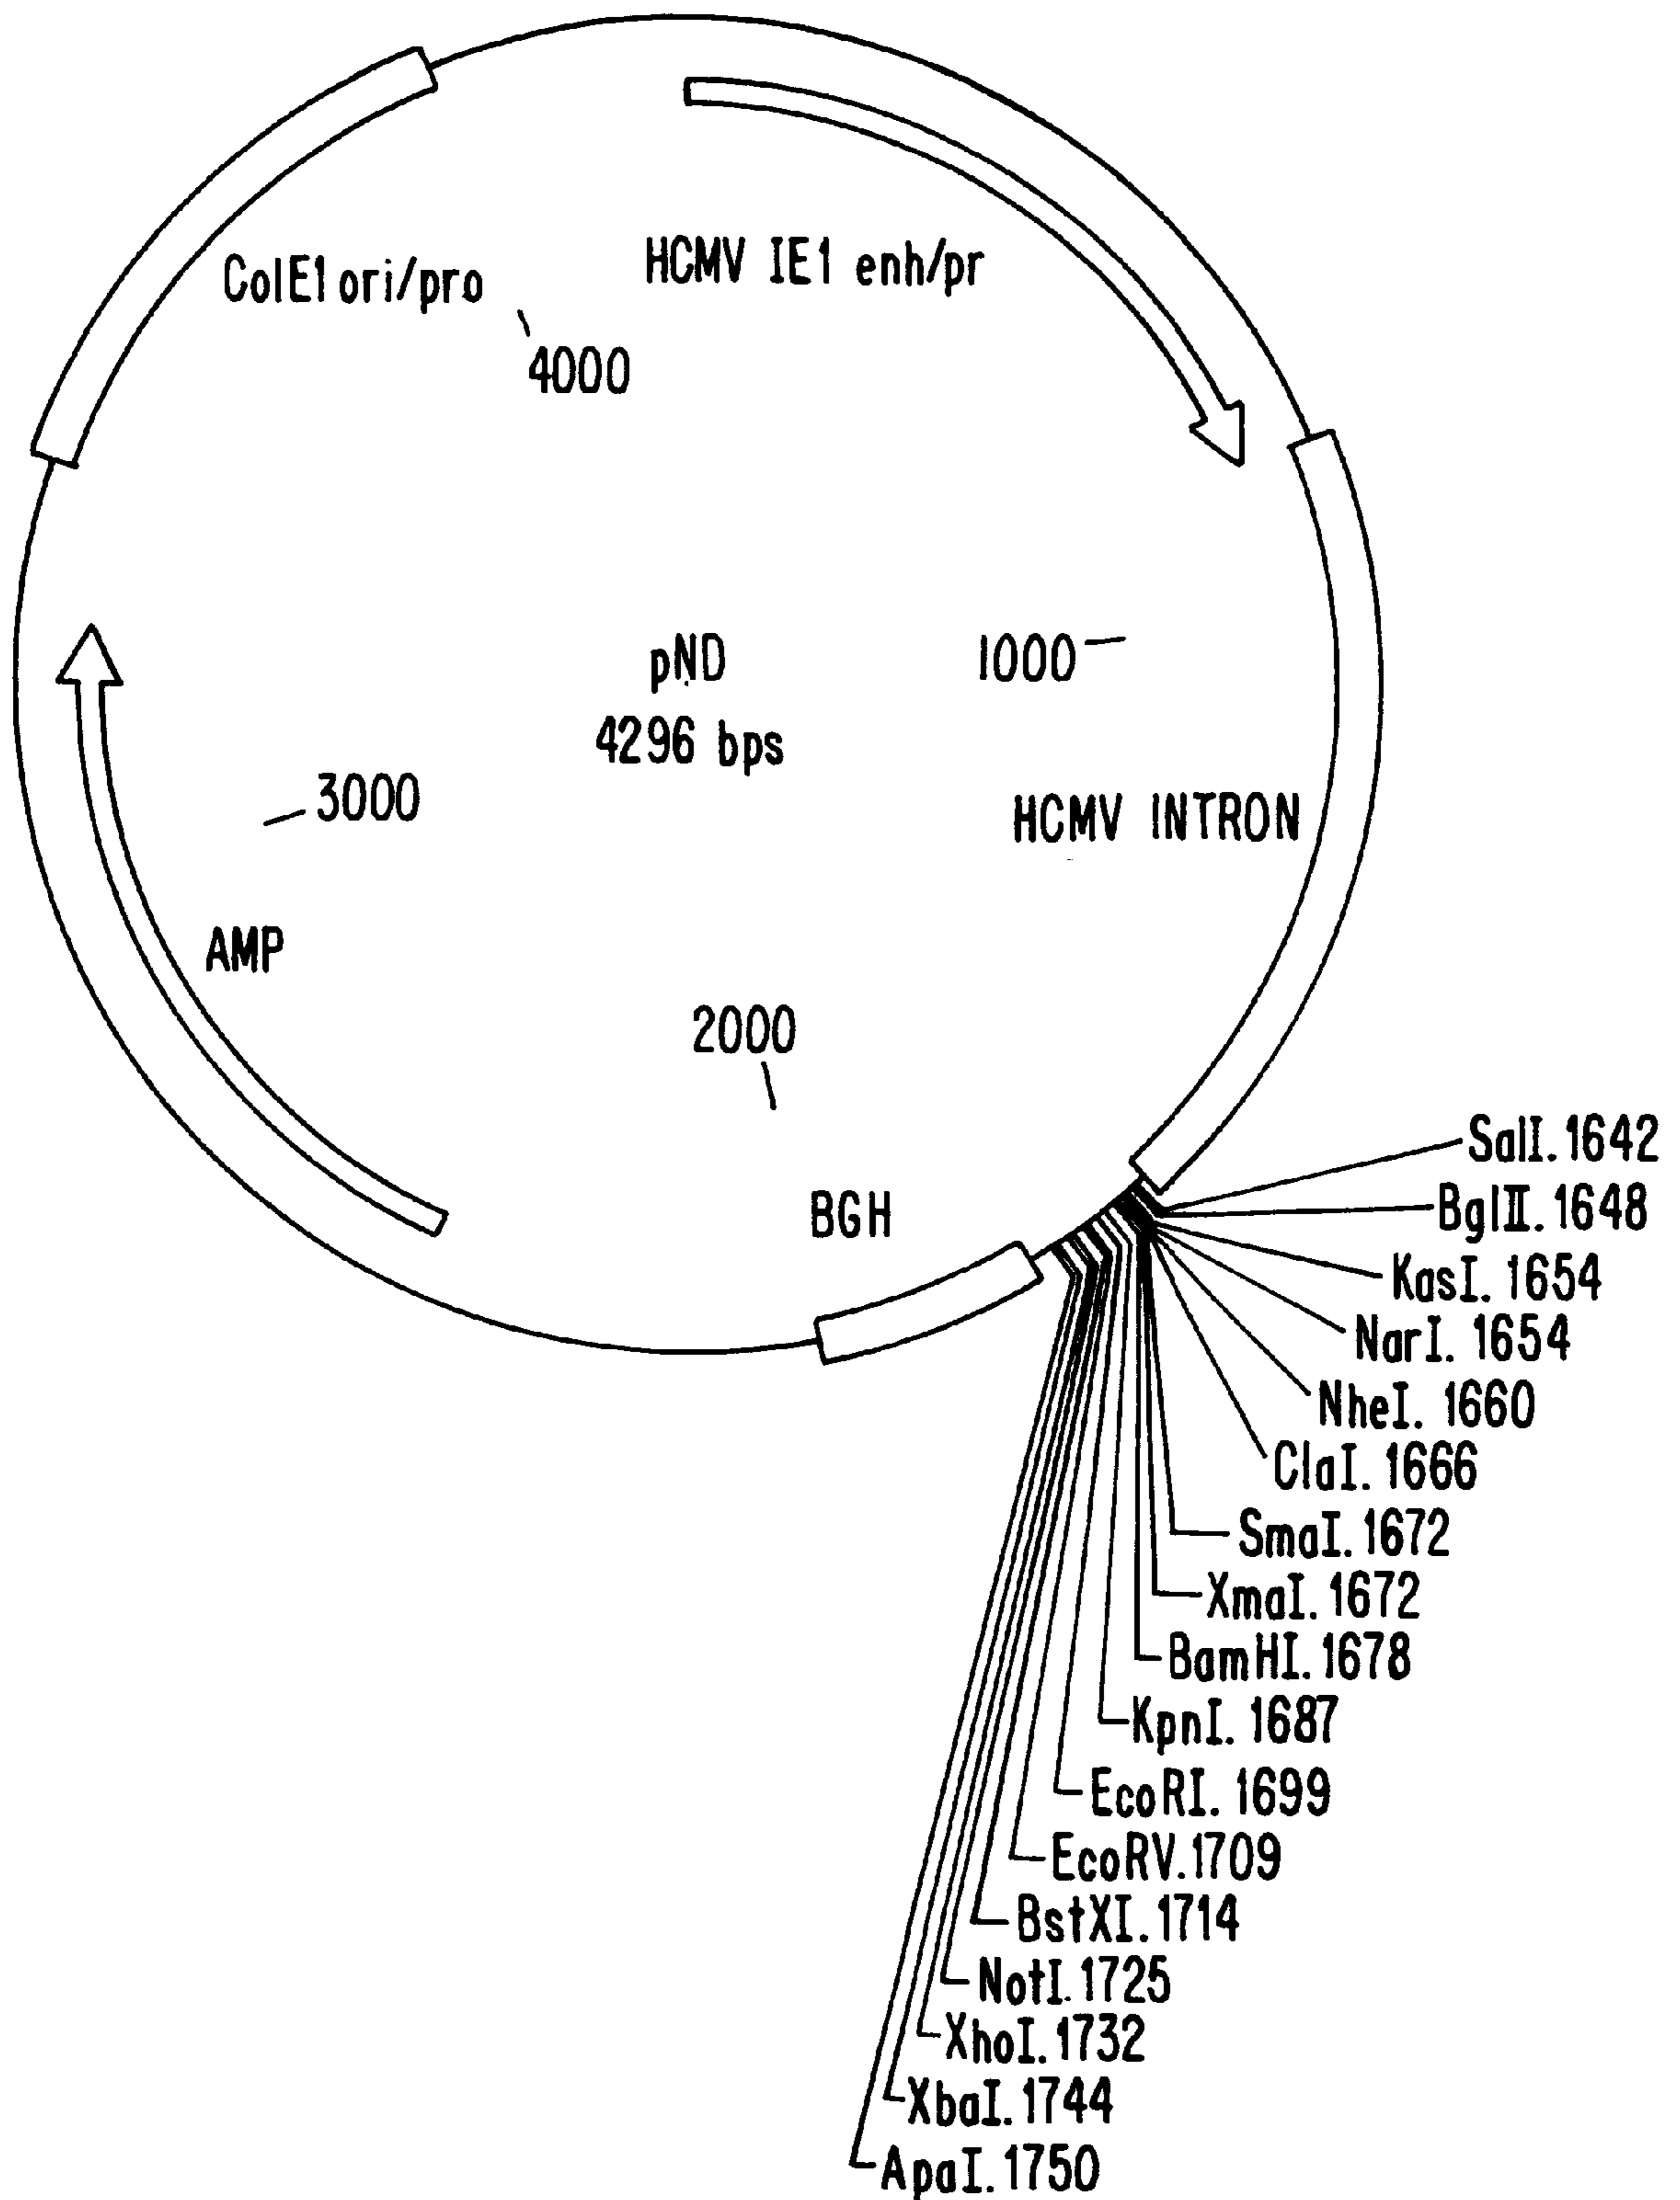 ColE1 ori/pro
HCMV IE1 enh/pr
4000
pND
4296 bps
1000
3000
HCMV INTRON
AMP
2000
BGH
SalI. 1642
BglII. 1648
KasI. 1654
NarI. 1654
NheI. 1660
ClaI. 1666
SmaI. 1672
XmaI. 1672
BamHI. 1678
KpnI. 1687
EcoRI. 1699
EcoRV. 1709
BstXI. 1714
NotI. 1725
XhoI. 1732
XbaI. 1744
ApaI. 1750